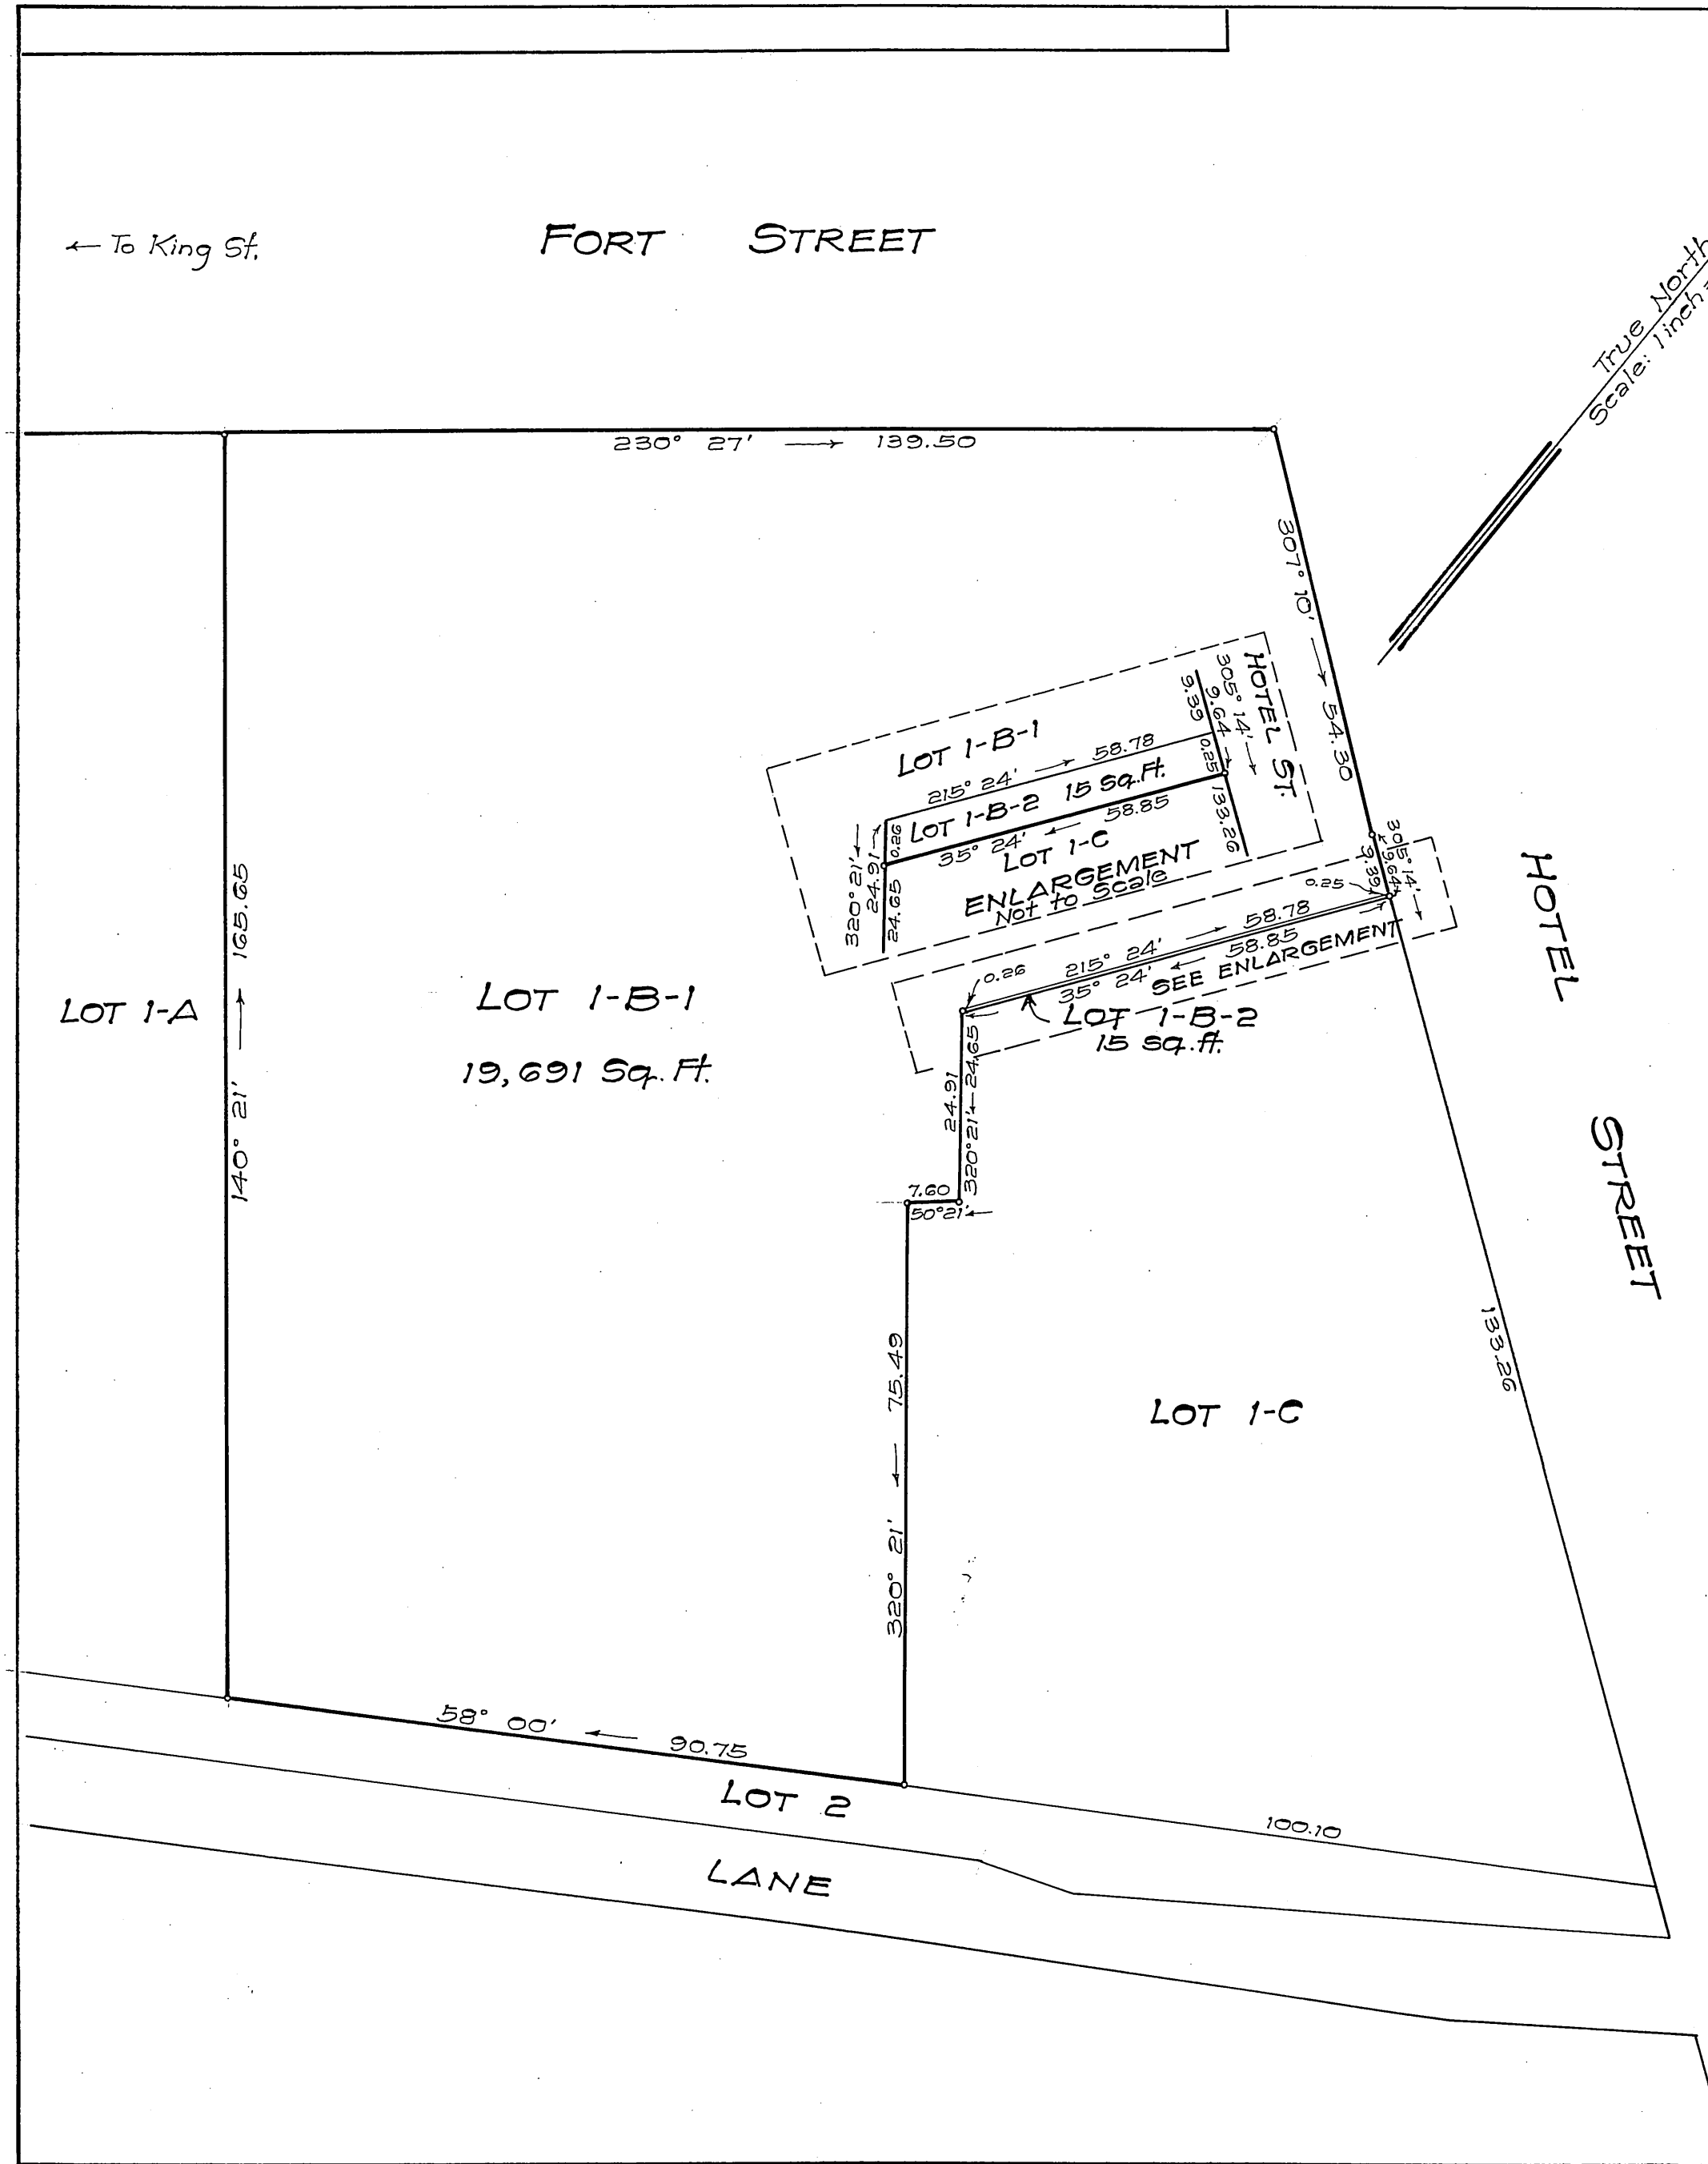 ← To King St.
FORT STREET
True North
Scale: 1 inch =
230° 27' → 139.50
307° 10' → 54.30
HOTEL ST.
305° 14' →
9.64
9.39
0.25
133.26
LOT 1-B-1
215° 24' → 58.78
LOT 1-B-2 15 Sq.Ft.
35° 24' ← 58.85
LOT 1-C
ENLARGEMENT
Not to Scale
320° 21' ←
24.91
0.26
24.65
305° 14' →
9.64
9.39
0.25
215° 24' → 58.78
35° 24' ← 58.85
SEE ENLARGEMENT
0.26
LOT 1-B-2
15 sq.ft.
HOTEL STREET
LOT 1-A
140° 21' → 165.65
LOT 1-B-1
19,691 Sq. Ft.
24.91
320° 21' ← 24.65
7.60
50° 21' ←
320° 21' ← 75.49
LOT 1-C
133.26
58° 00' ← 90.75
LOT 2
100.10
LANE